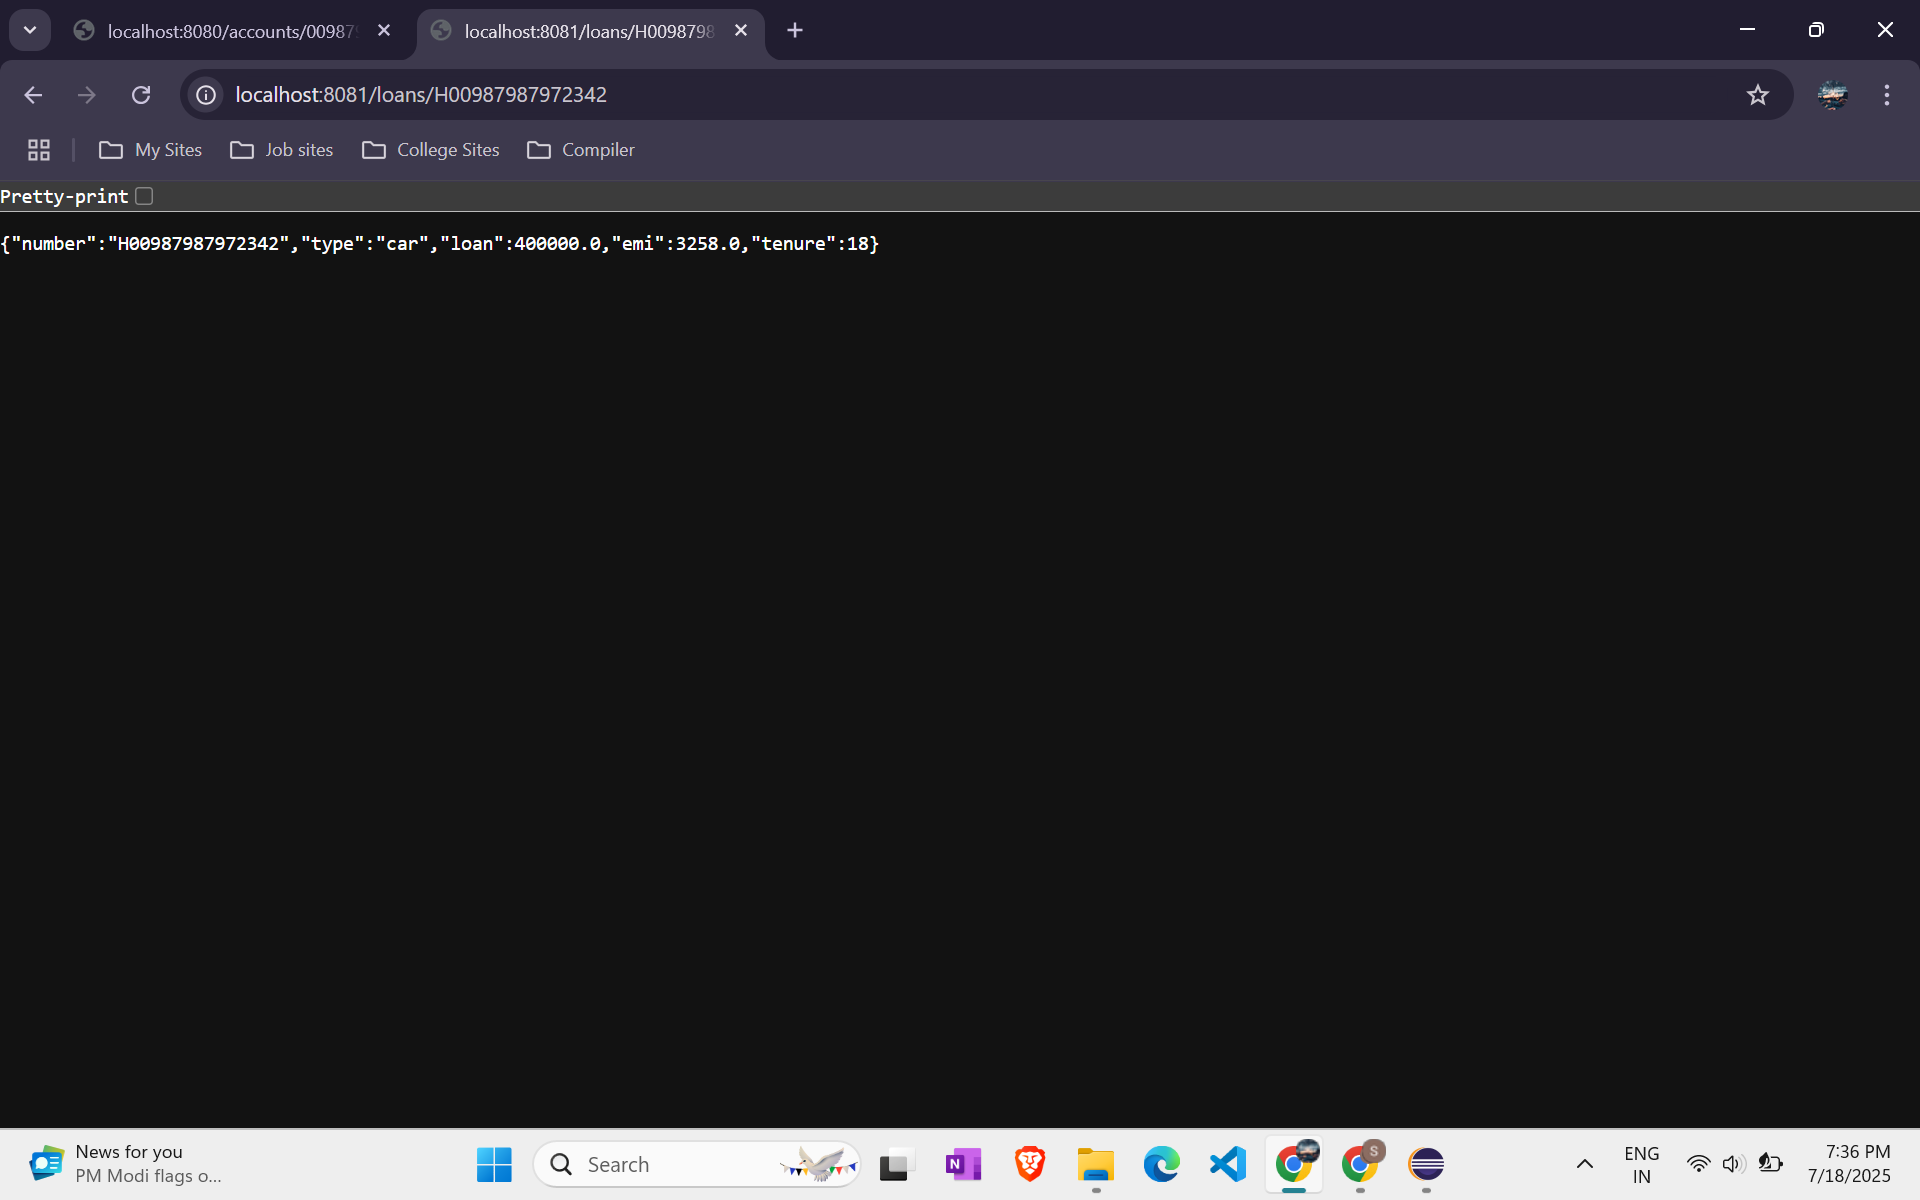 localhost:8080/accounts/00987
localhost:8081/loans/H0098798
localhost:8081/loans/H00987987972342
My Sites
Job sites
College Sites
Compiler
Pretty-print
{"number":"H00987987972342","type":"car","loan":400000.0,"emi":3258.0,"tenure":18}
News for you
PM Modi flags o...
Search
N
S
ENG
IN
7:36 PM
7/18/2025